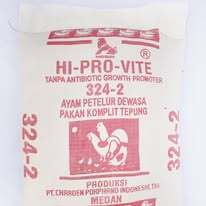 ®
HI-PRO-VITE
TANPA ANTIBIOTIC GROWTH PROMOTER
324-2
AYAM PETELUR DEWASA
PAKAN KOMPLIT TEPUNG
324-2
324-2
PRODUKSI
PT. CHAROEN POKPHAND INDONESIA, Tbk
MEDAN